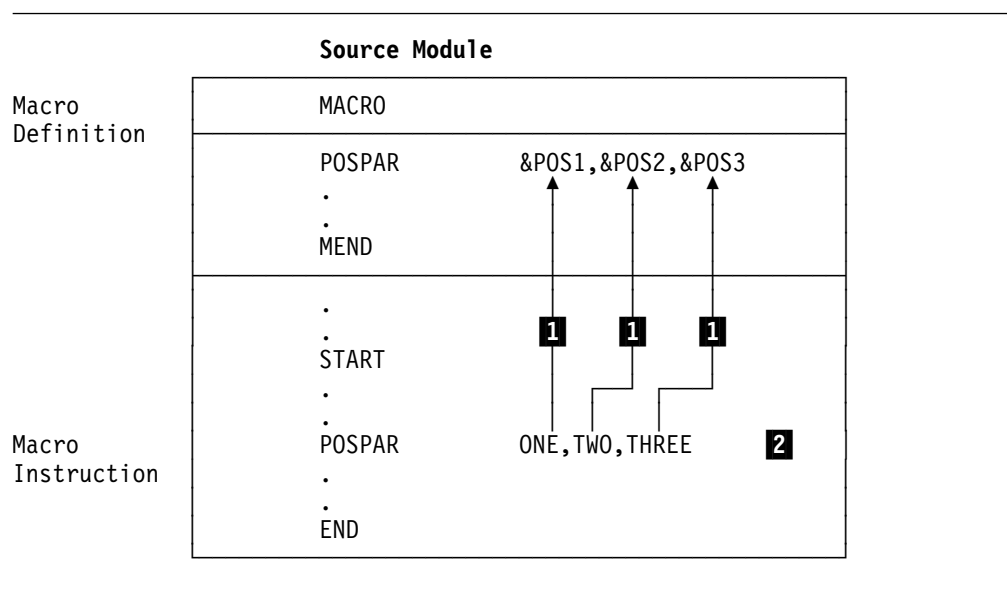 Source Module
Macro MACRO
Definition
POSPAR &POS1,&POS2,&POS3
.
.
MEND
.
.
1 1 1
START
.
.
Macro POSPAR ONE,TWO,THREE 2
Instruction
.
.
END